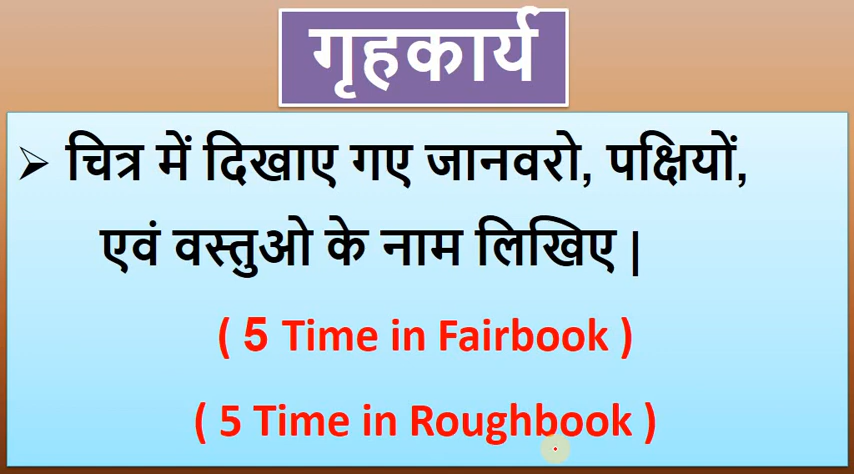 गृहकार्य
➢ चित्र में दिखाए गए जानवरो, पक्षियों,
एवं वस्तुओ के नाम लिखिए |
( 5 Time in Fairbook )
( 5 Time in Roughbook )